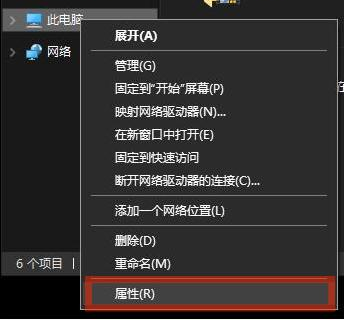 此电脑
展开(A)
网络
管理(G)
固定到"开始"屏幕(P)
映射网络驱动器(N)...
在新窗口中打开(E)
固定到快速访问
断开网络驱动器的连接(C)...
添加一个网络位置(L)
删除(D)
6 个项目
重命名(M)
属性(R)